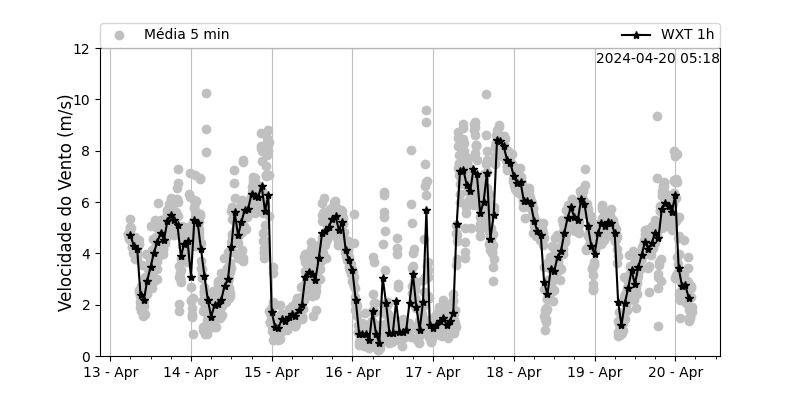 Média 5 min
WXT 1h
2024-04-20 05:18
Velocidade do Vento (m/s)
12
10
8
6
4
2
0
13 - Apr
14 - Apr
15 - Apr
16 - Apr
17 - Apr
18 - Apr
19 - Apr
20 - Apr